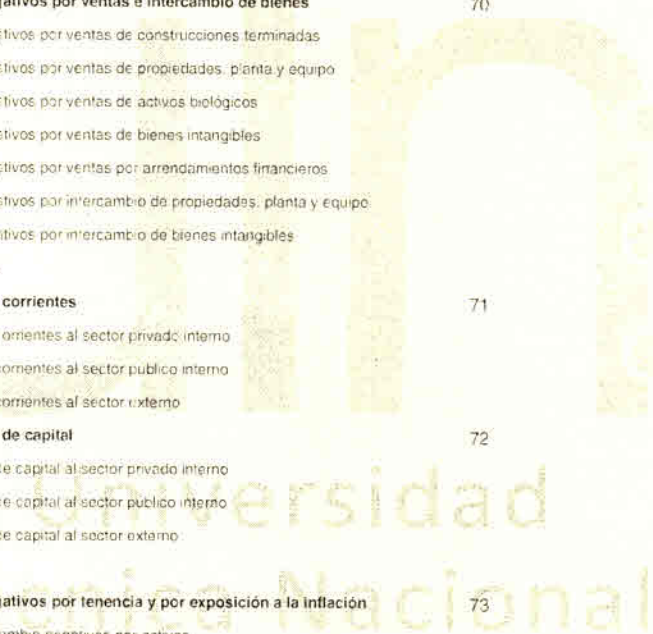 gativos por ventas e intercambio de bienes 70
tivos por ventas de construcciones terminadas
tivos por ventas de propiedades, planta y equipo
tivos por ventas de activos biológicos
tivos por ventas de bienes intangibles
tivos por ventas por arrendamientos financieros
tivos por intercambio de propiedades, planta y equipo
tivos por intercambio de bienes intangibles
corrientes 71
orrientes al sector privado interno
corrientes al sector publico interno
corrientes al sector externo
de capital 72
e capital al sector privado interno
e capital al sector publico interno
e capital al sector externo
Universidad
gativos por tenencia y por exposición a la inflación 73
Nacional